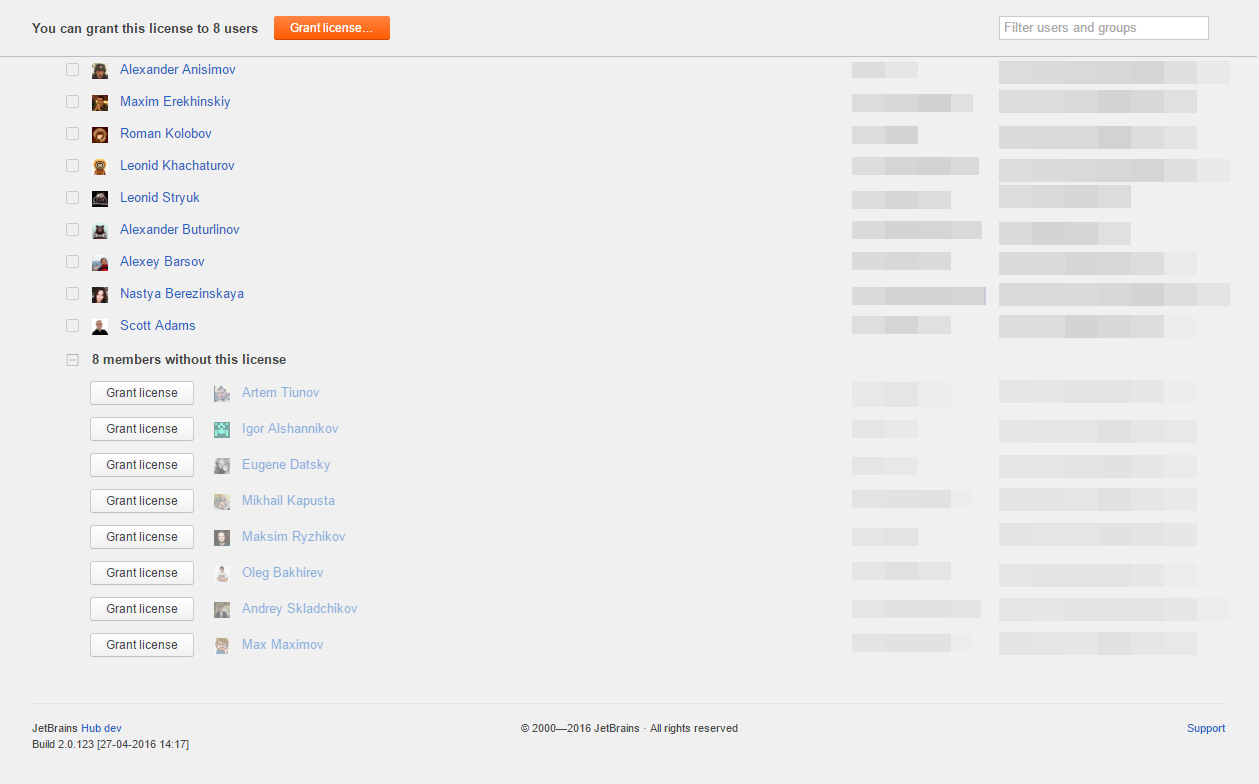 You can grant this license to 8 users
Grant license...
Filter users and groups
Alexander Anisimov
Maxim Erekhinskiy
Roman Kolobov
Leonid Khachaturov
Leonid Stryuk
Alexander Buturlinov
Alexey Barsov
Nastya Berezinskaya
Scott Adams
8 members without this license
Grant license Artem Tiunov
Grant license Igor Alshannikov
Grant license Eugene Datsky
Grant license Mikhail Kapusta
Grant license Maksim Ryzhikov
Grant license Oleg Bakhirev
Grant license Andrey Skladchikov
Grant license Max Maximov
JetBrains Hub dev
Build 2.0.123 [27-04-2016 14:17]
© 2000—2016 JetBrains · All rights reserved
Support